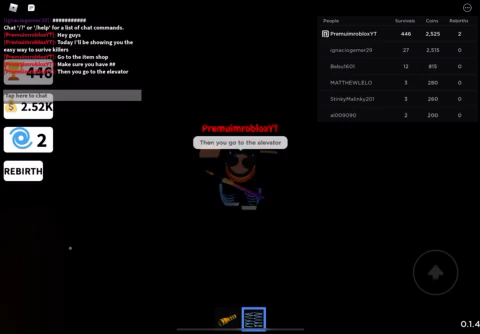 ignacingamer29: ###########
Chat '/?' or '/help' for a list of chat commands.
[PremuimrobloxYT]: Hey guys
[PremuimrobloxYT]: Today I'll be showing you the
easy way to surive killers
[PremuimrobloxYT]: Go to the item shop
[PremuimrobloxYT]: Make sure you have ##
[PremuimrobloxYT]: Then you go to the elevator
446
Tap here to chat
2.52K
2
REBIRTH
People Survivals Coins Rebirths
PremuimrobloxYT 446 2,525 2
ignacingamer29 27 2,515 0
Bebu1601 12 815 0
MATTHEWLELO 3 280 0
StinkyMalinky201 3 260 0
ali009090 2 200 0
PremuimrobloxYT
Then you go to the elevator
0.1.4